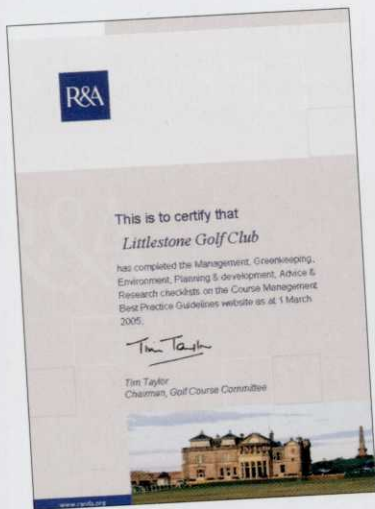 R&A
This is to certify that
Littlestone Golf Club
has completed the Management, Greenkeeping,
Environment, Planning & development, Advice &
Research checklists on the Course Management
Best Practice Guidelines website as at 1 March
2005.
Tim Taylor
Tim Taylor
Chairman, Golf Course Committee
www.randa.org